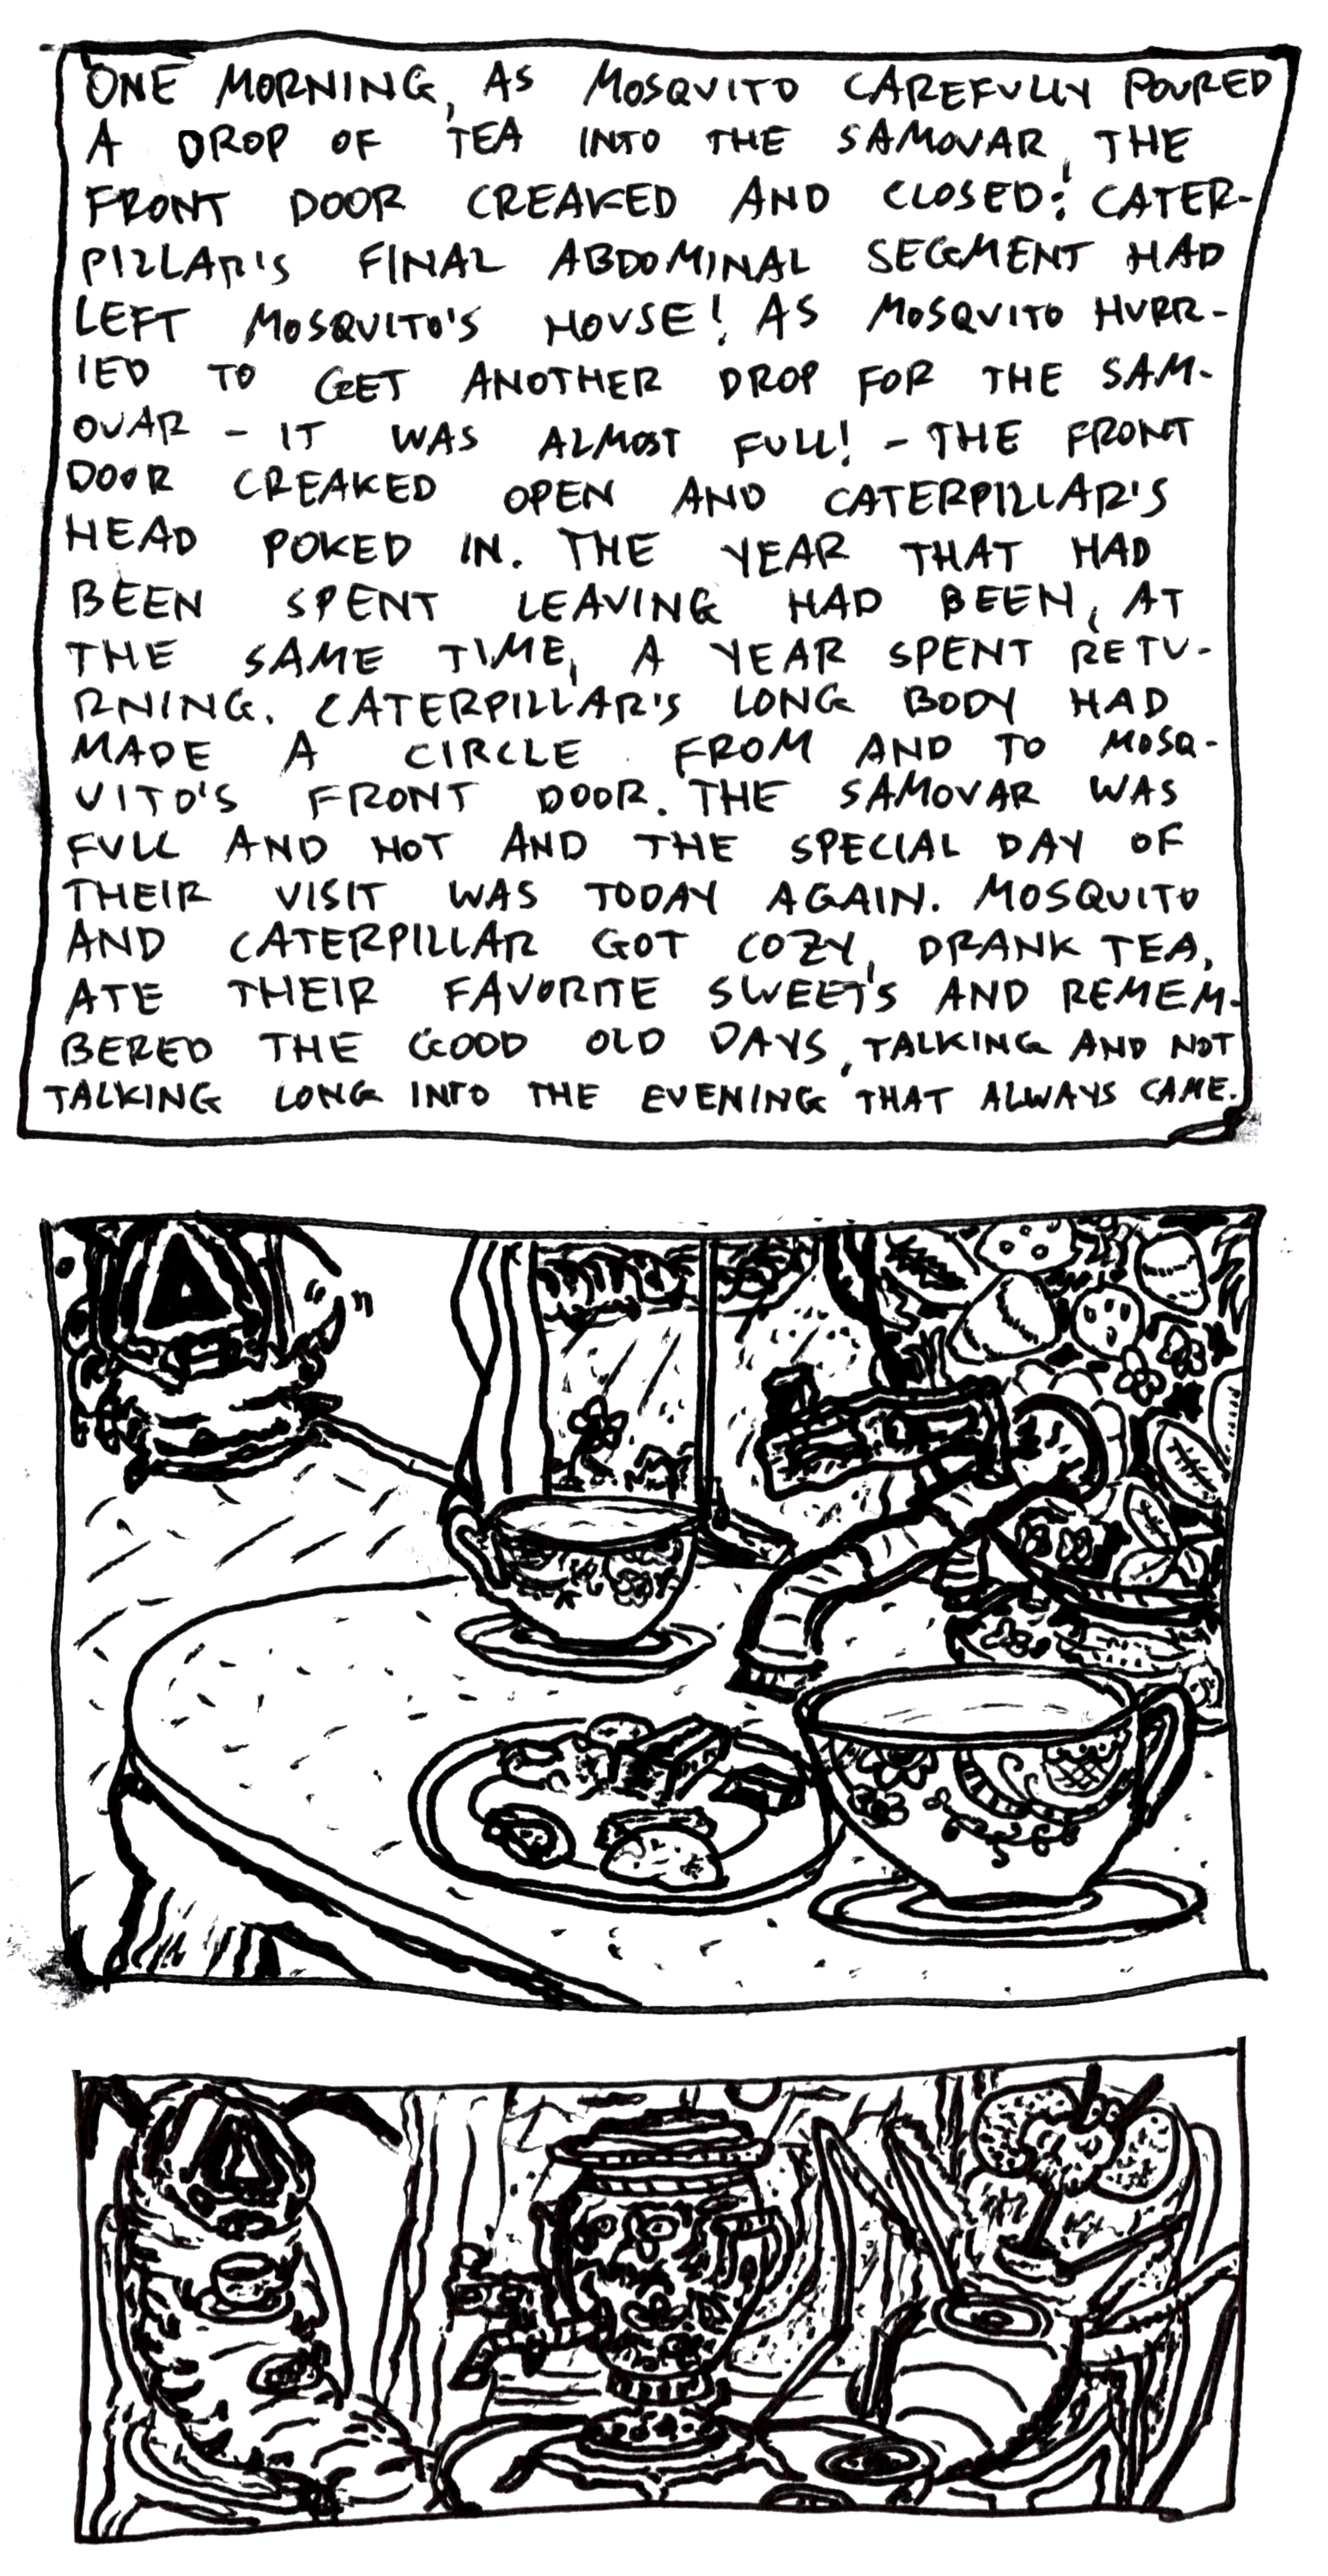 ONE MORNING, AS MOSQUITO CAREFULLY POURED
A DROP OF TEA INTO THE SAMOVAR, THE
FRONT DOOR CREAKED AND CLOSED: CATER-
PILLAR'S FINAL ABDOMINAL SEGMENT HAD
LEFT MOSQUITO'S HOUSE! AS MOSQUITO HURR-
IED TO GET ANOTHER DROP FOR THE SAM-
OVAR - IT WAS ALMOST FULL! - THE FRONT
DOOR CREAKED OPEN AND CATERPILLAR'S
HEAD POKED IN. THE YEAR THAT HAD
BEEN SPENT LEAVING HAD BEEN, AT
THE SAME TIME, A YEAR SPENT RETU-
RNING. CATERPILLAR'S LONG BODY HAD
MADE A CIRCLE FROM AND TO MOSQ-
UITO'S FRONT DOOR. THE SAMOVAR WAS
FULL AND HOT AND THE SPECIAL DAY OF
THEIR VISIT WAS TODAY AGAIN. MOSQUITO
AND CATERPILLAR GOT COZY, DRANK TEA,
ATE THEIR FAVORITE SWEETS AND REMEM-
BERED THE GOOD OLD DAYS, TALKING AND NOT
TALKING LONG INTO THE EVENING THAT ALWAYS CAME.